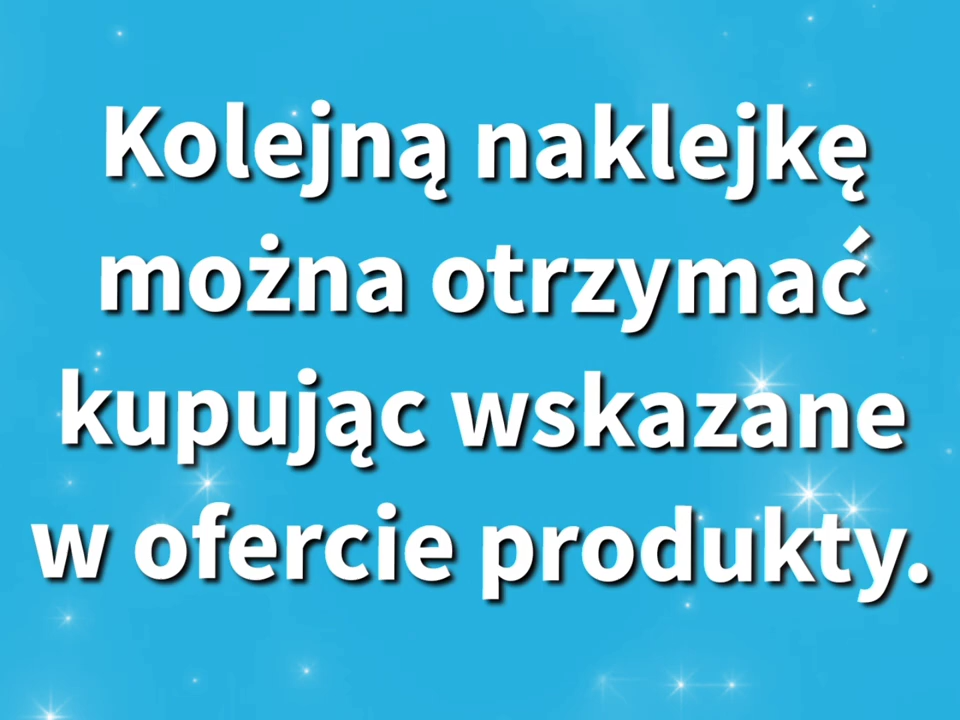 Kolejną naklejkę
można otrzymać
kupując wskazane
w ofercie produkty.